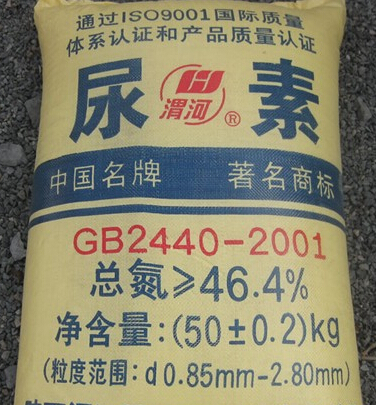 通过ISO9001国际质量
体系认证和产品质量认证
尿 渭河® 素
中国名牌 著名商标
GB2440-2001
总氮≥46.4%
净含量:(50±0.2)kg
(粒度范围:d0.85mm-2.80mm)